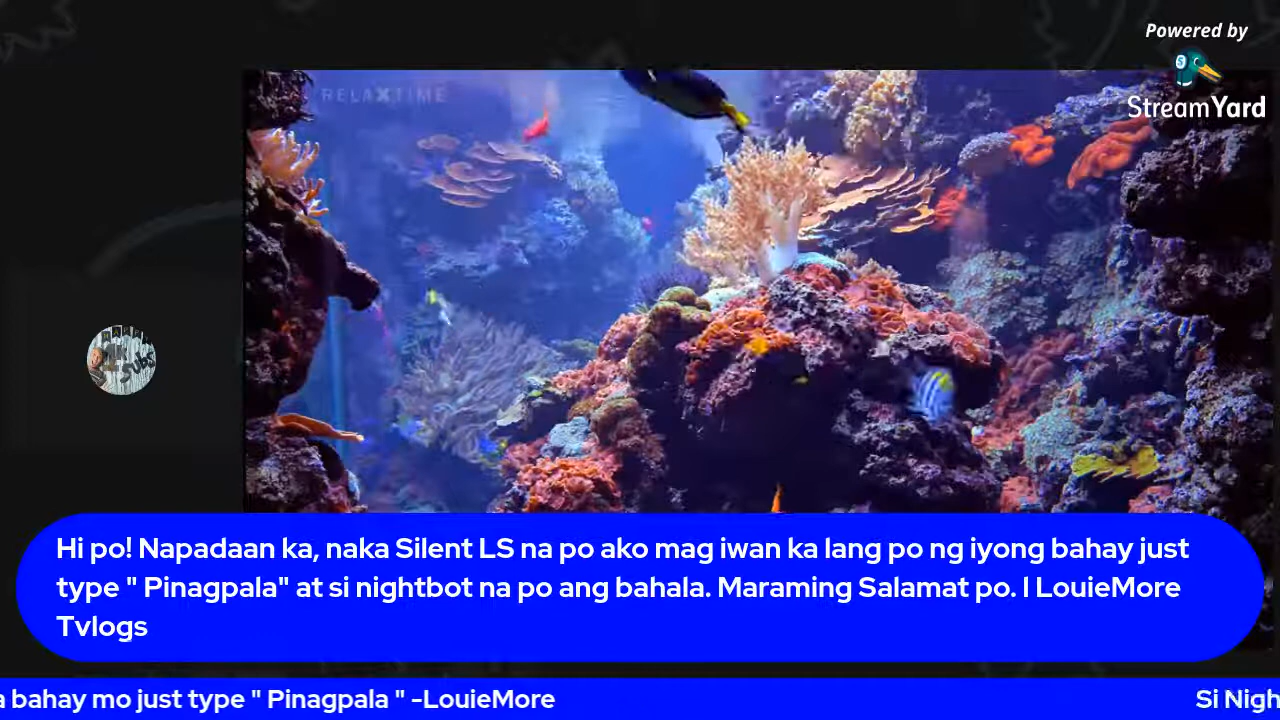 Powered by
StreamYard
RELAXTIME
Hi po! Napadaan ka, naka Silent LS na po ako mag iwan ka lang po ng iyong bahay just
type " Pinagpala" at si nightbot na po ang bahala. Maraming Salamat po. I LouieMore
Tvlogs
a bahay mo just type " Pinagpala " -LouieMore
Si Nigh